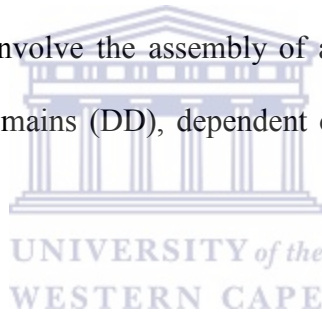 nvolve the assembly of a
mains (DD), dependent
UNIVERSITY of the
WESTERN CAPE